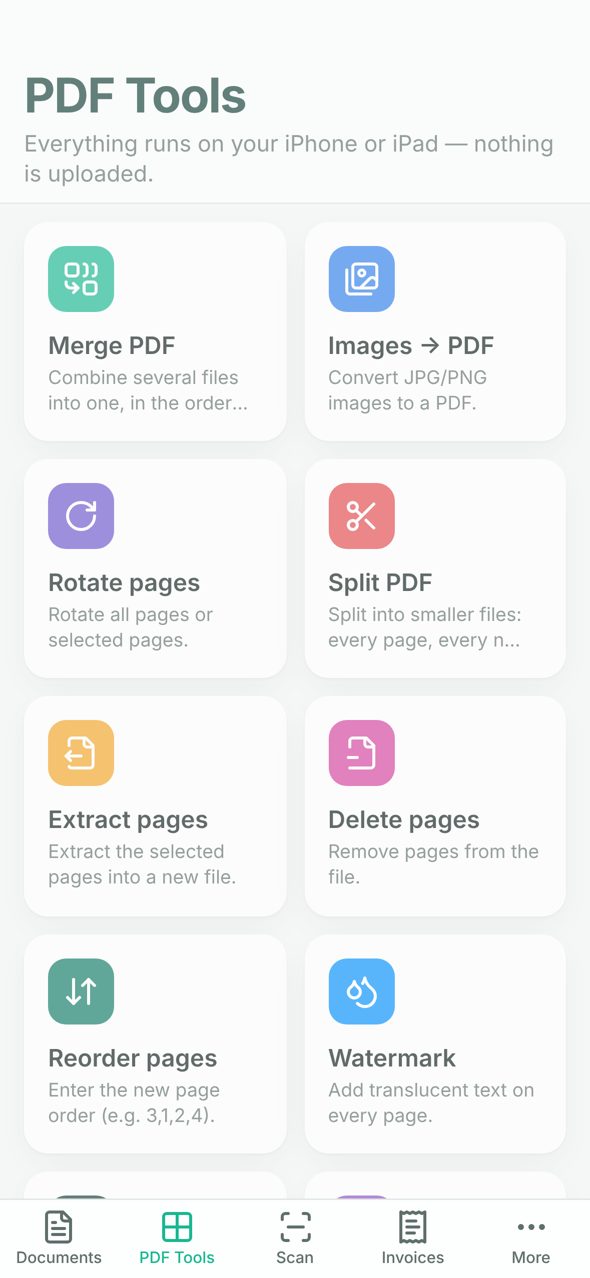 PDF Tools
Everything runs on your iPhone or iPad — nothing
is uploaded.
Merge PDF
Combine several files
into one, in the order...
Images → PDF
Convert JPG/PNG
images to a PDF.
Rotate pages
Rotate all pages or
selected pages.
Split PDF
Split into smaller files:
every page, every n...
Extract pages
Extract the selected
pages into a new file.
Delete pages
Remove pages from the
file.
Reorder pages
Enter the new page
order (e.g. 3,1,2,4).
Watermark
Add translucent text on
every page.
Documents
PDF Tools
Scan
Invoices
More